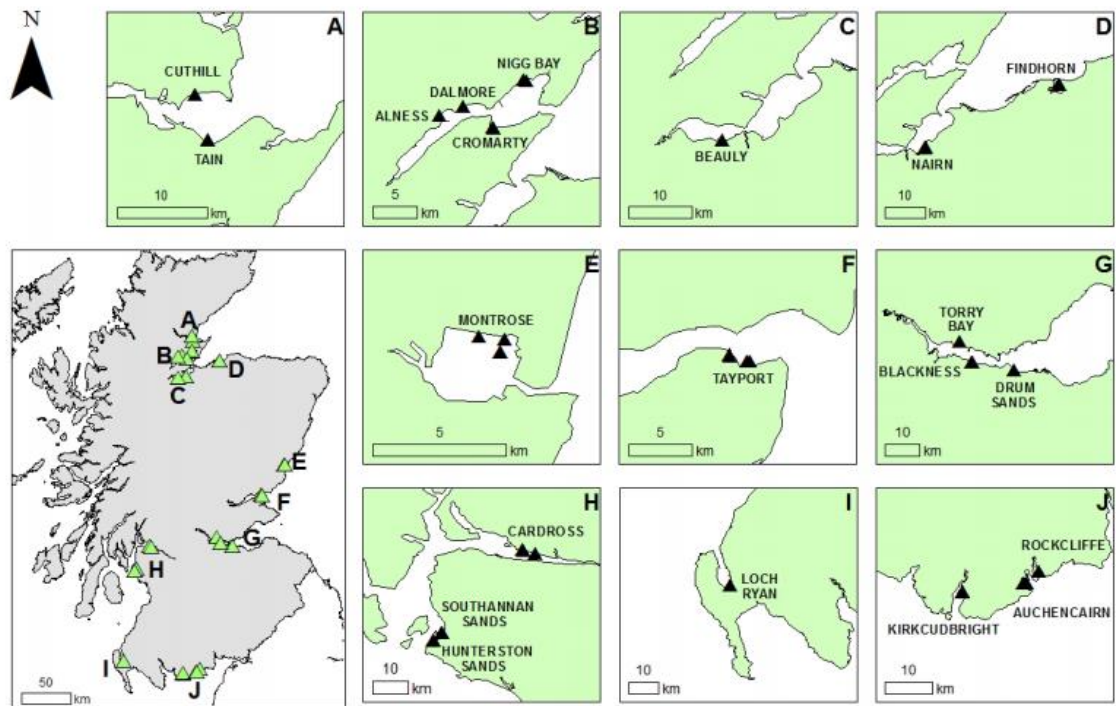 N
A
CUTHILL
TAIN
10
km
B
NIGG BAY
DALMORE
ALNESS
CROMARTY
5
km
C
BEAULY
10
km
D
FINDHORN
NAIRN
10
km
A
B
C
D
E
F
G
H
I
J
50
km
E
MONTROSE
5
km
F
TAYPORT
5
km
G
TORRY
BAY
BLACKNESS
DRUM
SANDS
10
km
H
CARDROSS
SOUTHANNAN
SANDS
HUNTERSTON
SANDS
10
km
I
LOCH
RYAN
10
km
J
ROCKCLIFFE
AUCHENCAIRN
KIRKCUDBRIGHT
10
km